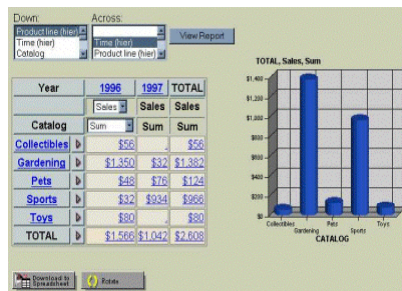 Down: Across:
Product line (hier)
Time (hier) Time (hier)
Catalog Product line (hier)
View Report
TOTAL, Sales, Sum
Year 1996 1997 TOTAL
Sales Sales Sales
Catalog Sum Sum Sum
Collectibles $56 . $56
Gardening $1,350 $32 $1,382
Pets $48 $76 $124
Sports $32 $934 $966
Toys $80 . $80
TOTAL $1,566 $1,042 $2,608
$1,400
$1,200
$1,000
$800
$600
$400
$200
$0
Collectibles Pets Toys
Gardening Sports
CATALOG
Download to
Spreadsheet
Rotate